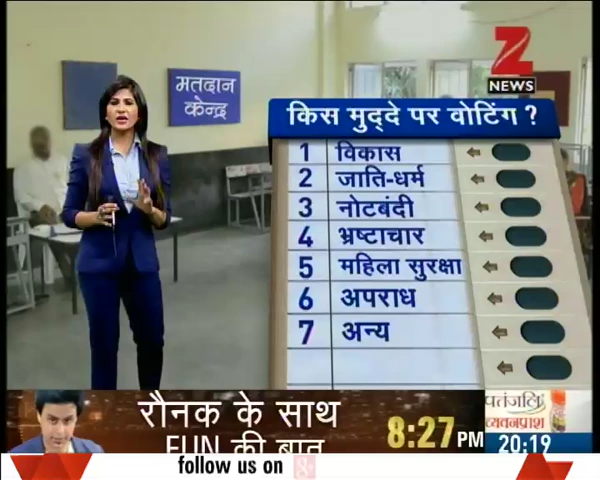 Z
NEWS
मतदान
केन्द्र
किस मुद्दे पर वोटिंग ?
1 विकास
2 जाति-धर्म
3 नोटबंदी
4 भ्रष्टाचार
5 महिला सुरक्षा
6 अपराध
7 अन्य
रौनक के साथ
FUN की बात
8:27 PM
पतंजलि
च्यवनप्राश
20:19
follow us on g+